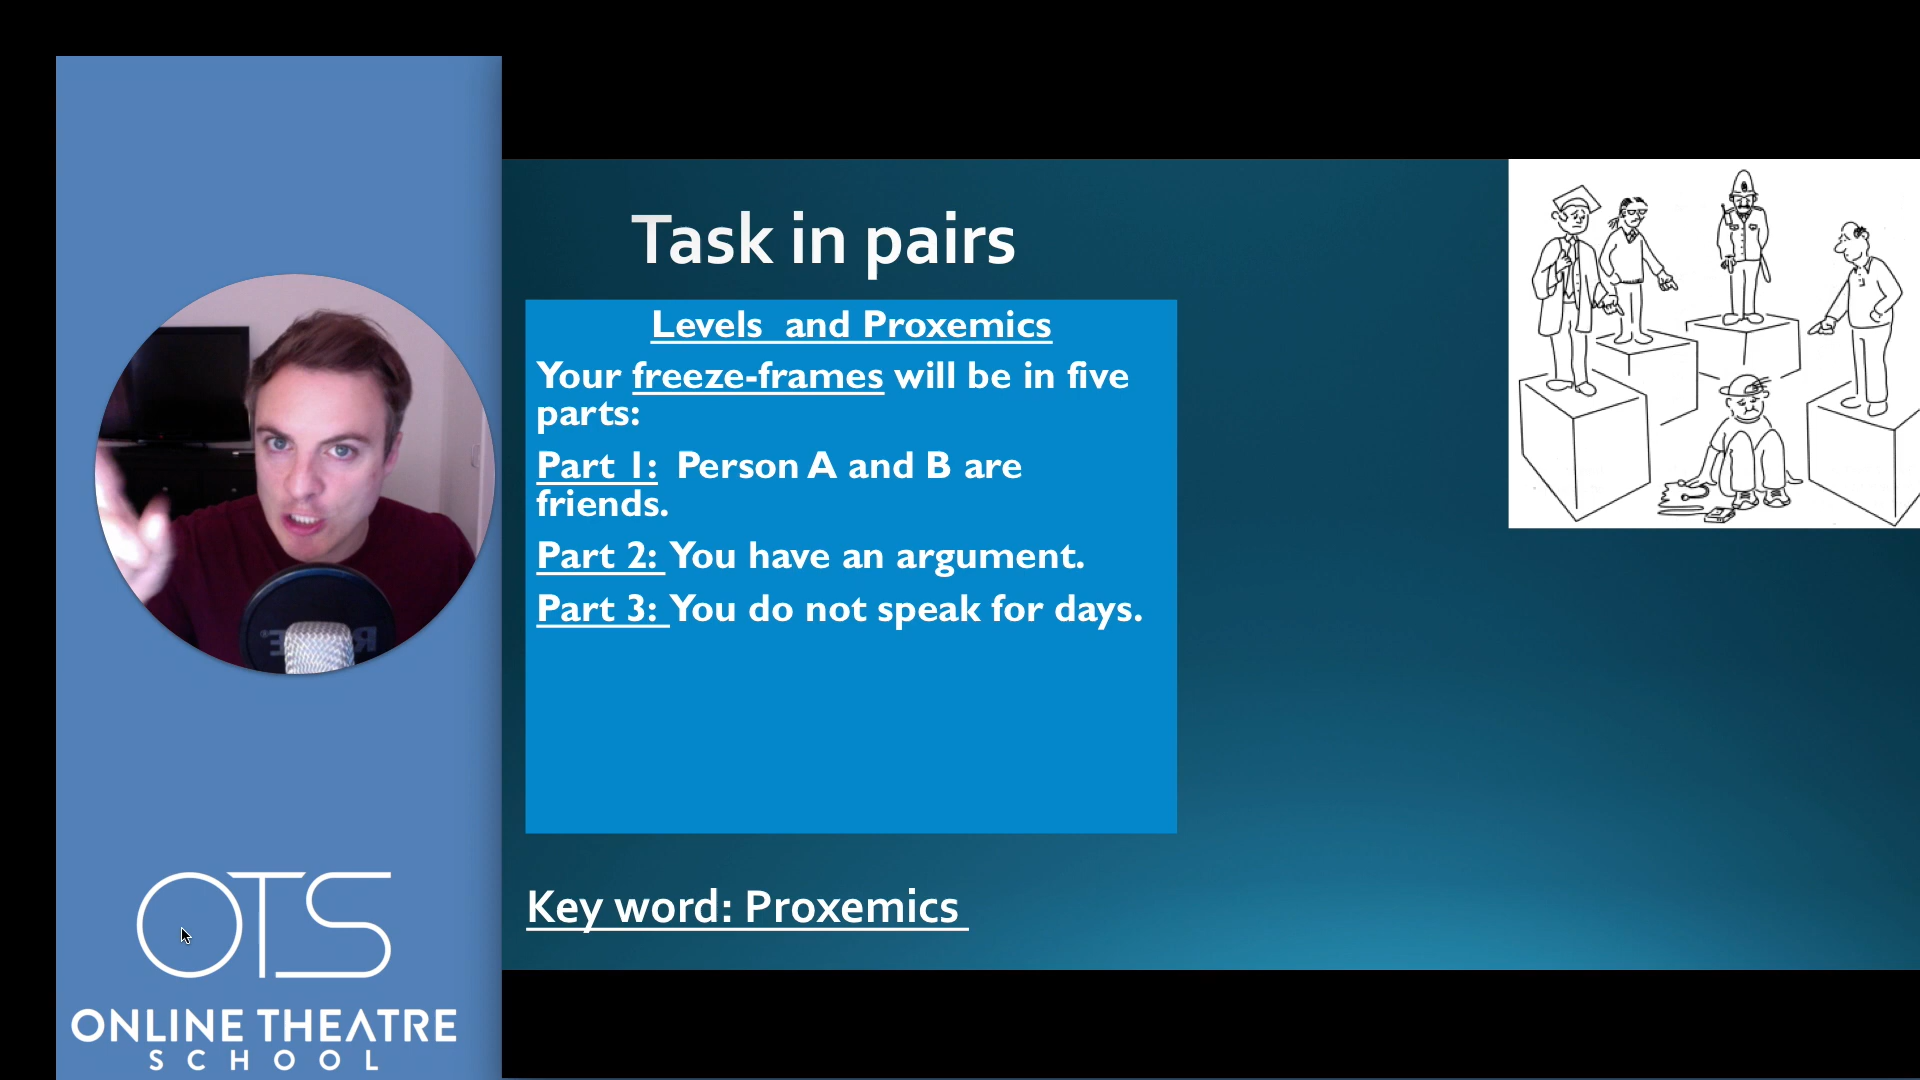 Task in pairs
Levels and Proxemics
Your freeze-frames will be in five
parts:
Part 1: Person A and B are
friends.
Part 2: You have an argument.
Part 3: You do not speak for days.
Key word: Proxemics
OTS
ONLINE THEATRE
SCHOOL